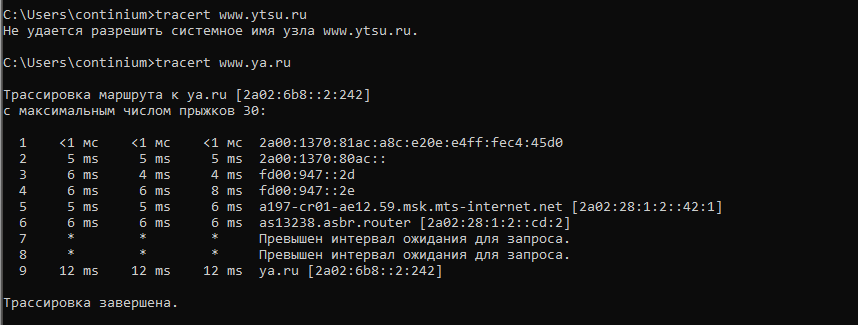 C:\Users\continium>tracert www.ytsu.ru
Не удается разрешить системное имя узла www.ytsu.ru.
C:\Users\continium>tracert www.ya.ru
Трассировка маршрута к ya.ru [2a02:6b8::2:242]
с максимальным числом прыжков 30:
1 <1 мс <1 мс <1 мс 2a00:1370:81ac:a8c:e20e:e4ff:fec4:45d0
2 5 ms 5 ms 5 ms 2a00:1370:80ac::
3 6 ms 4 ms 4 ms fd00:947::2d
4 6 ms 6 ms 8 ms fd00:947::2e
5 5 ms 5 ms 6 ms a197-cr01-ae12.59.msk.mts-internet.net [2a02:28:1:2::42:1]
6 6 ms 6 ms 6 ms as13238.asbr.router [2a02:28:1:2::cd:2]
7 * * * Превышен интервал ожидания для запроса.
8 * * * Превышен интервал ожидания для запроса.
9 12 ms 12 ms 12 ms ya.ru [2a02:6b8::2:242]
Трассировка завершена.